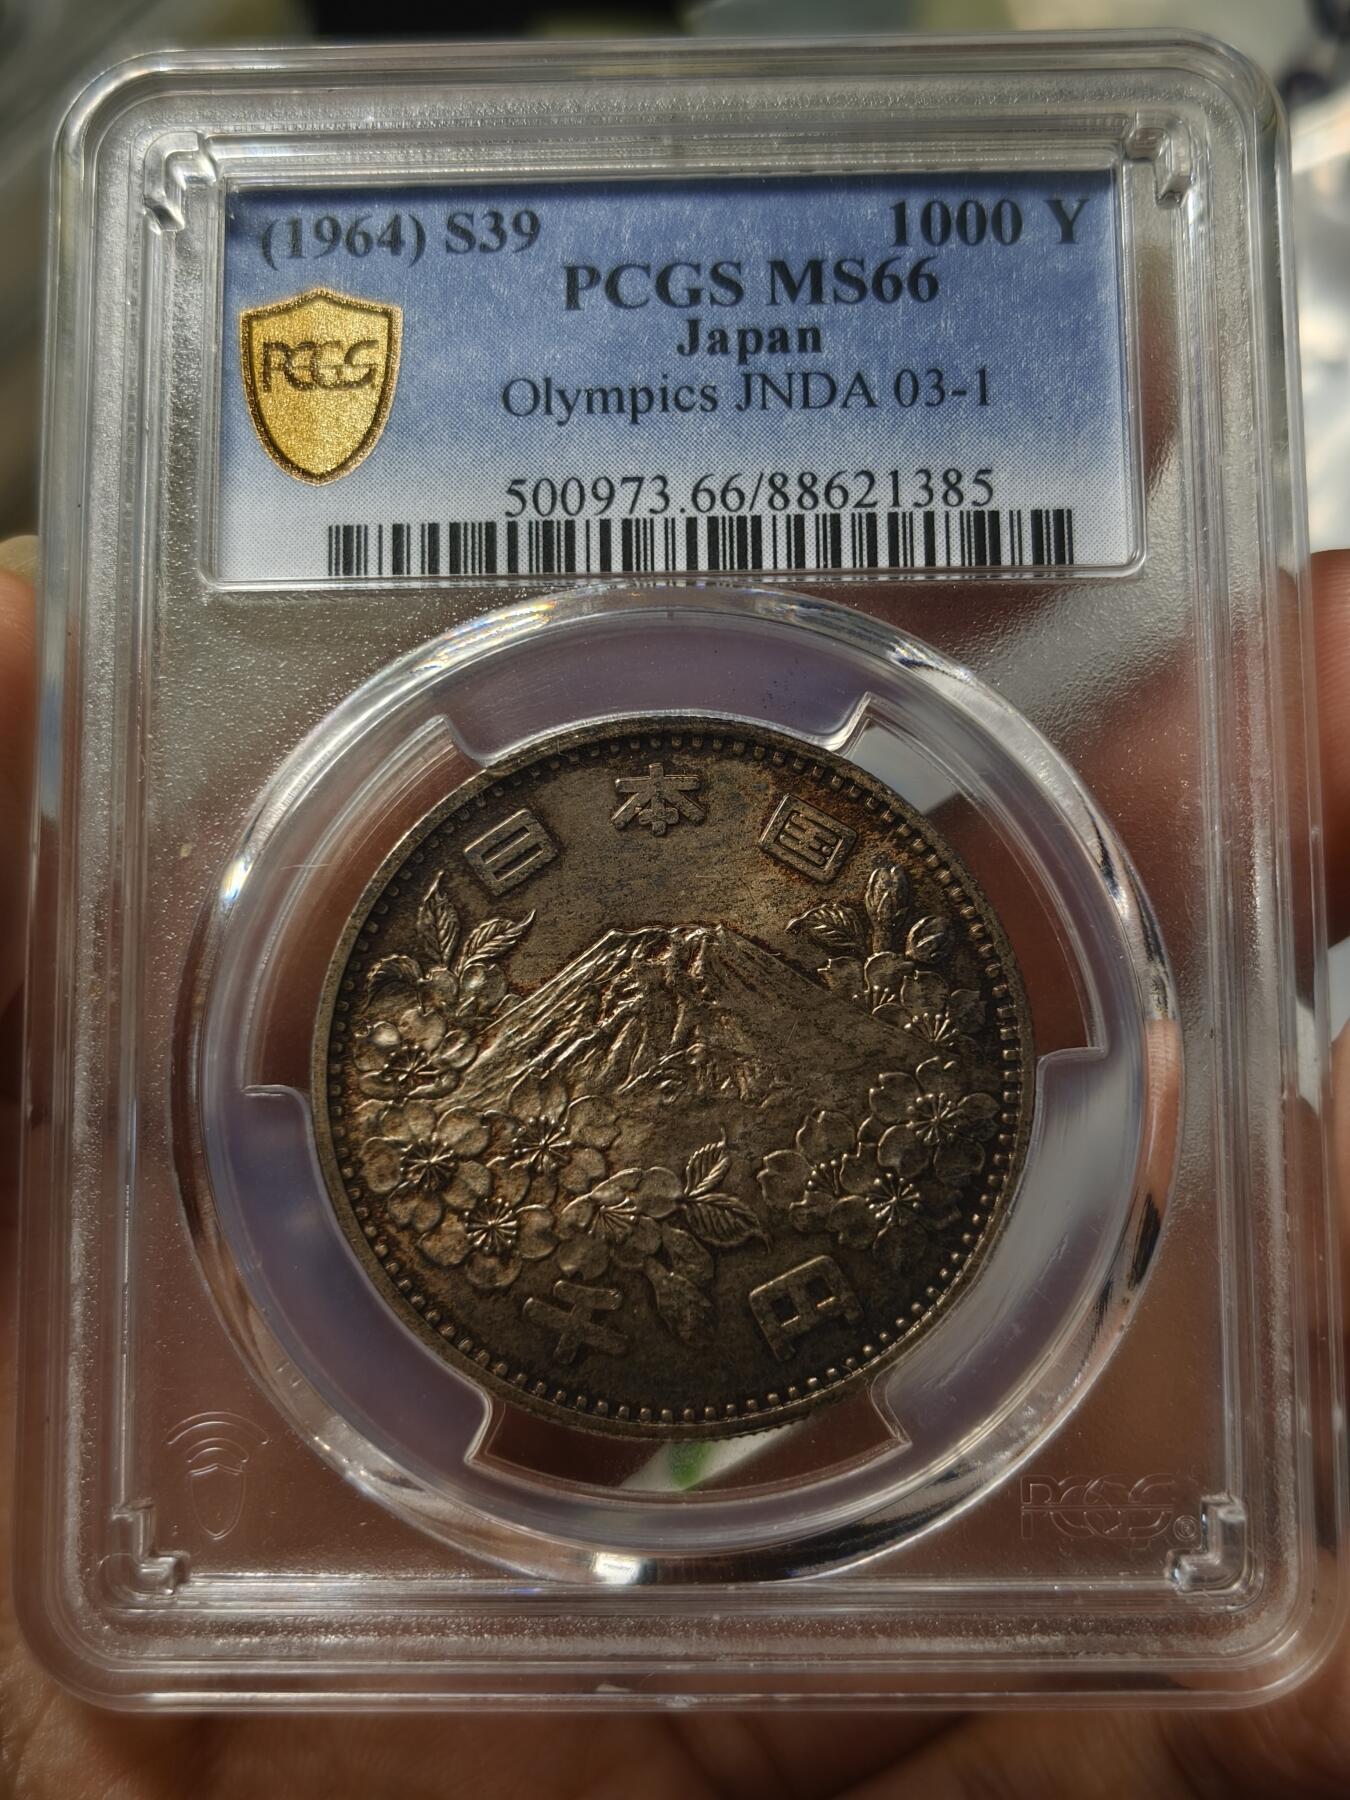 (1964) S39 1000 Y
PCGS MS66
Japan
PCGS
Olympics JNDA 03-1
500973.66/88621385
日本国
千円
PCGS®